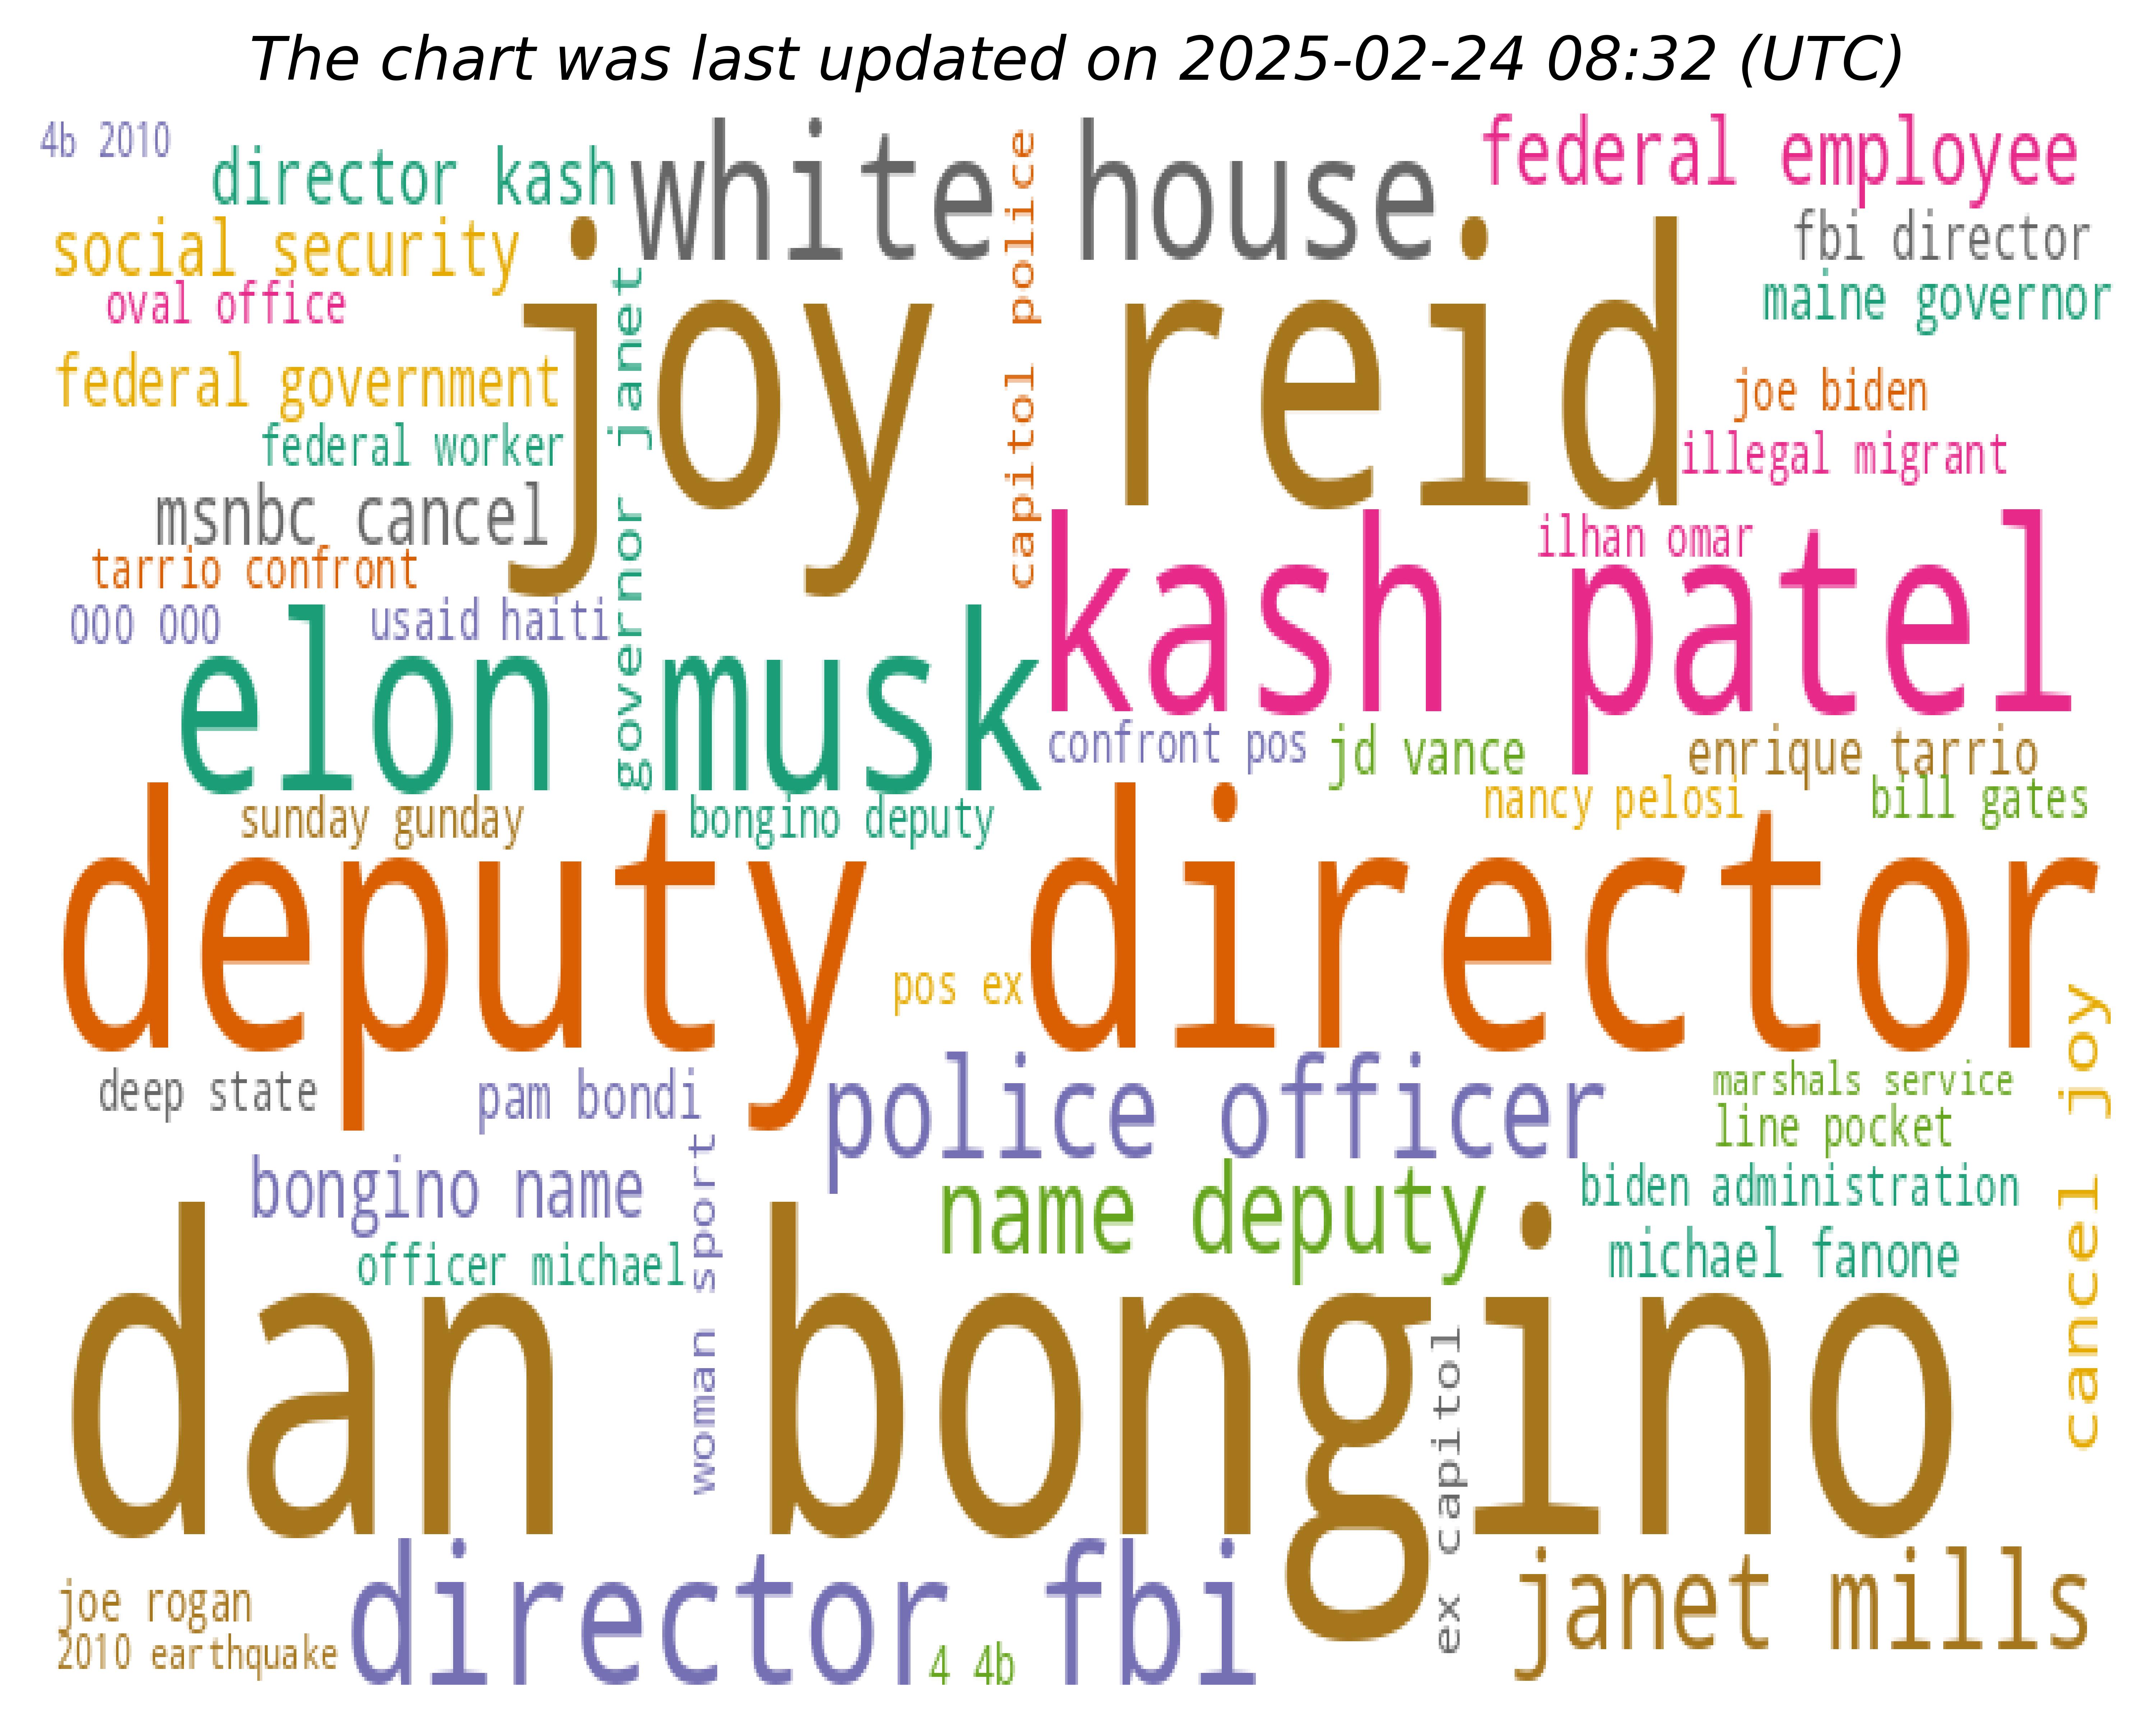 The chart was last updated on 2025-02-24 08:32 (UTC)
4b 2010
director kash
white house
federal employee
social security
capitol police
fbi director
oval office
maine governor
joy reid
federal government
governor janet
joe biden
federal worker
illegal migrant
msnbc cancel
ilhan omar
tarrio confront
kash patel
000 000
usaid haiti
elon musk
confront pos
jd vance
enrique tarrio
nancy pelosi
bill gates
sunday gunday
bongino deputy
deputy director
pos ex
cancel joy
deep state
pam bondi
police officer
marshals service
line pocket
bongino name
woman sport
name deputy
biden administration
officer michael
michael fanone
dan bongino
ex capitol
joe rogan
director fbi
janet mills
2010 earthquake
4 4b